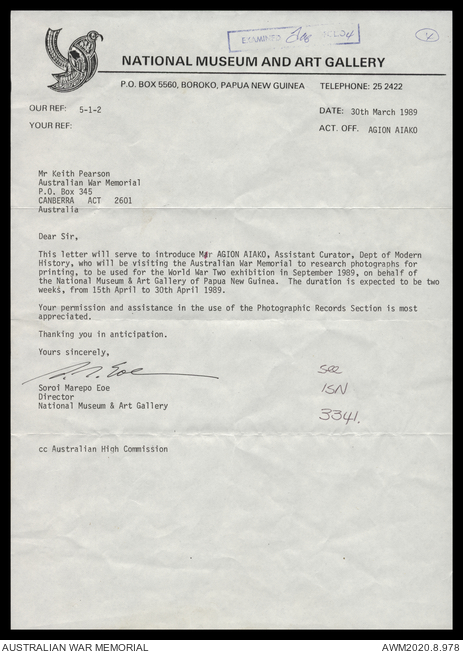 EXAMINED
NATIONAL MUSEUM AND ART GALLERY
P.O. BOX 5560, BOROKO, PAPUA NEW GUINEA TELEPHONE: 25 2422
OUR REF: 5-1-2 DATE: 30th March 1989
YOUR REF: ACT. OFF. AGION AIAKO
Mr Keith Pearson
Australian War Memorial
P.O. Box 345
CANBERRA ACT 2601
Australia
Dear Sir,
This letter will serve to introduce Mr AGION AIAKO, Assistant Curator, Dept of Modern
History, who will be visiting the Australian War Memorial to research photographs for
printing, to be used for the World War Two exhibition in September 1989, on behalf of
the National Museum & Art Gallery of Papua New Guinea. The duration is expected to be two
weeks, from 15th April to 30th April 1989.
Your permission and assistance in the use of the Photographic Records Section is most
appreciated.
Thanking you in anticipation.
Yours sincerely,
Soroi Marepo Eoe
Director
National Museum & Art Gallery
see
ISN
3341.
cc Australian High Commission
AUSTRALIAN WAR MEMORIAL AWM2020.8.978